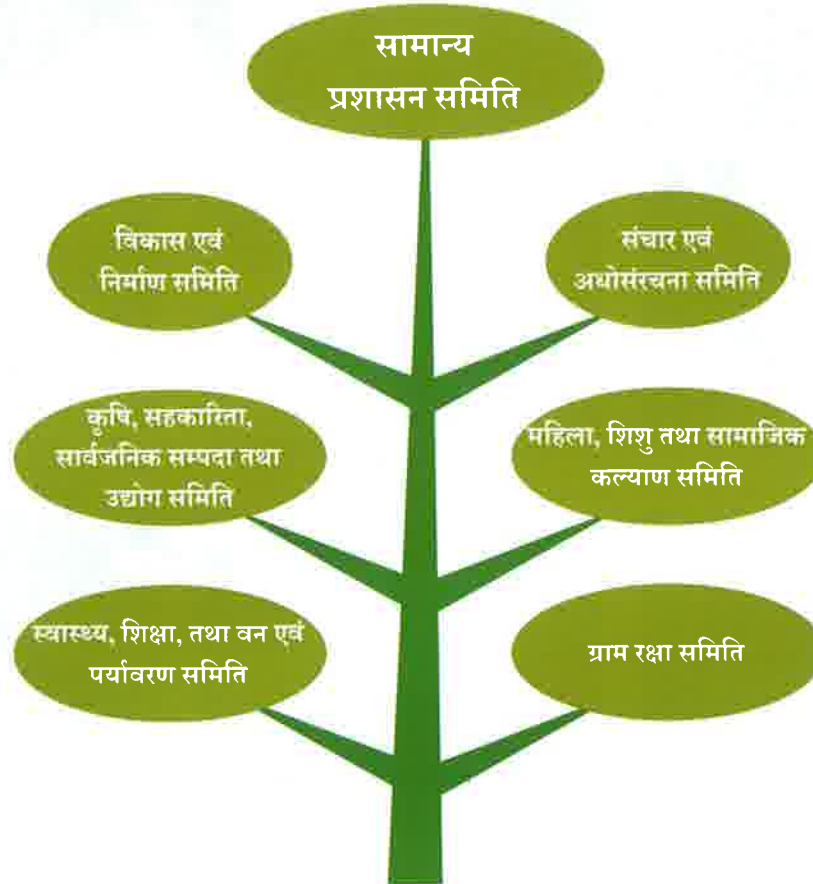 सामान्य
प्रशासन समिति
विकास एवं
निर्माण समिति
संचार एवं
अधोसंरचना समिति
कृषि, सहकारिता,
सार्वजनिक सम्पदा तथा
उद्योग समिति
महिला, शिशु तथा सामाजिक
कल्याण समिति
स्वास्थ्य, शिक्षा, तथा वन एवं
पर्यावरण समिति
ग्राम रक्षा समिति